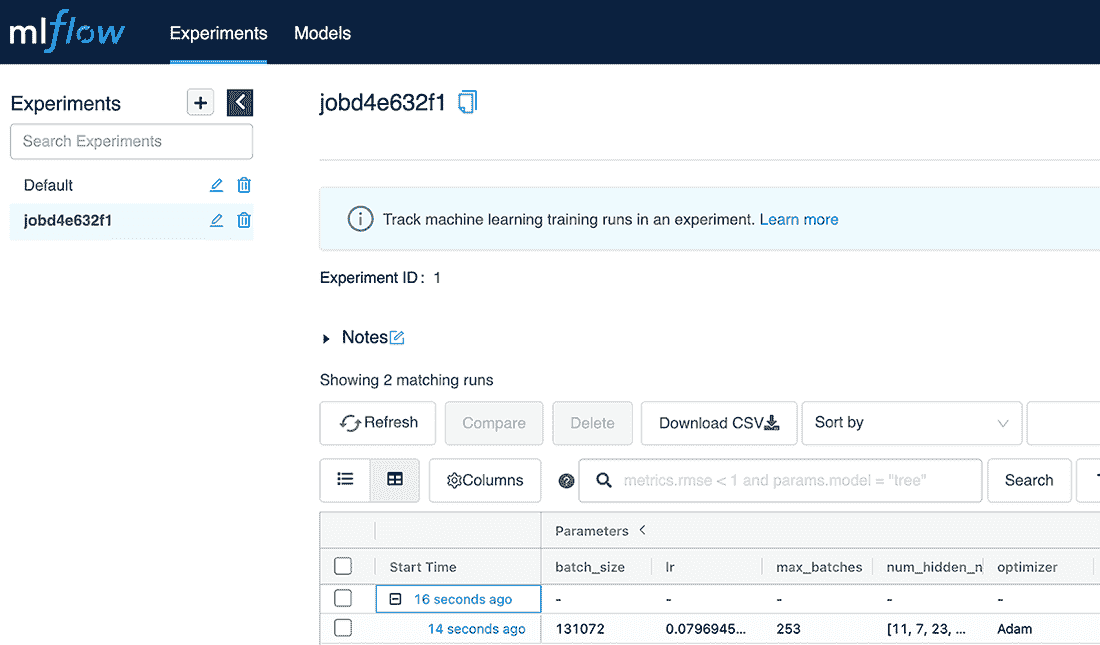 mlflow Experiments Models
Experiments
Search Experiments
Default
jobd4e632f1
jobd4e632f1
Track machine learning training runs in an experiment. Learn more
Experiment ID: 1
Notes
Showing 2 matching runs
Refresh Compare Delete Download CSV Sort by
Columns ? metrics.rmse < 1 and params.model = "tree" Search
Parameters <
Start Time batch_size lr max_batches num_hidden_n optimizer
16 seconds ago - - - - -
14 seconds ago 131072 0.0796945... 253 [11, 7, 23, ... Adam